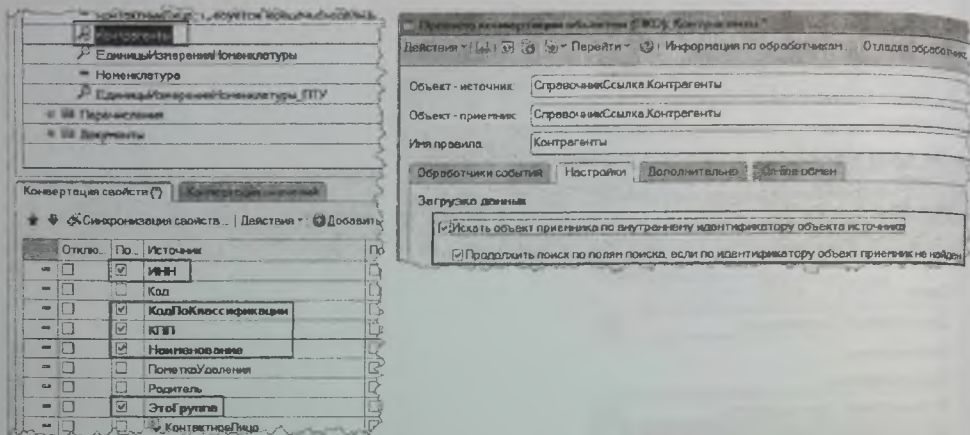 Контрагенты
ЕдиницыИзмеренияНоменклатуры
Номенклатура
ЕдиницыИзмеренияНоменклатуры_ПТУ
Перечисления
Документы
Конвертация свойств (*)
Конвертация значений
Синхронизация свойств... | Действия Добавить
Отклю... По... Источник
ИНН
Код
КодПоКлассификации
КПП
Наименование
ПометкаУдаления
Родитель
ЭтоГруппа
КонтактноеЛицо
конвертации объектов (ПКО): Контрагенты *
Действия Перейти Информация по обработчикам... Отладка
Объект - источник: СправочникСсылка.Контрагенты
Объект - приемник: СправочникСсылка.Контрагенты
Имя правила: Контрагенты
Обработчики событий Настройки Дополнительно On-line обмен
Загрузка данных
Искать объект приемника по внутреннему идентификатору объекта источника
Продолжить поиск по полям поиска, если по идентификатору объект приемник не найден